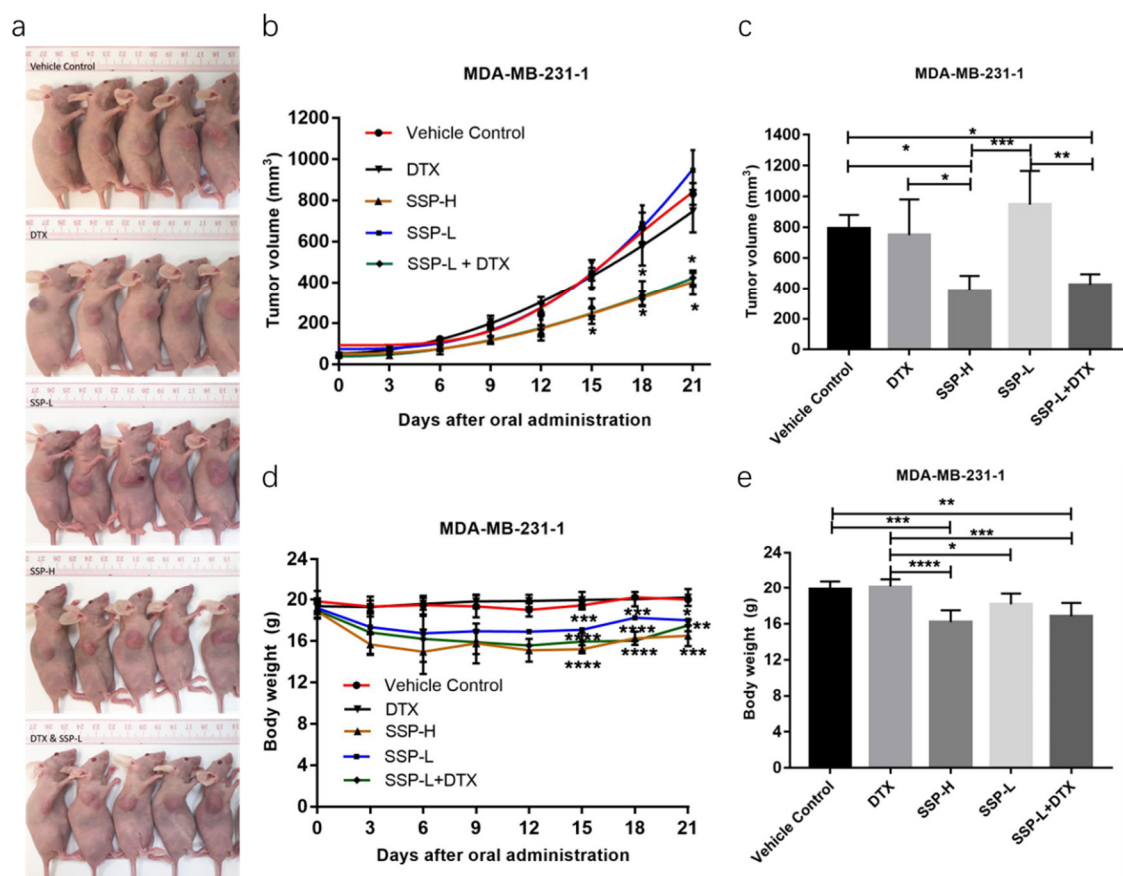 a
Vehicle Control
DTX
SSP-L
SSP-H
DTX & SSP-L
b
MDA-MB-231-1
Tumor volume (mm³)
1200
1000
800
600
400
200
0
Vehicle Control
DTX
SSP-H
SSP-L
SSP-L + DTX
*
*
*
*
*
0 3 6 9 12 15 18 21
Days after oral administration
c
MDA-MB-231-1
Tumor volume (mm³)
1400
1200
1000
800
600
400
200
0
*
* ***
* **
Vehicle Control DTX SSP-H SSP-L SSP-L+DTX
d
MDA-MB-231-1
Body weight (g)
24
20
16
12
8
4
0
*** *** *
**** **** **
**** **** ***
Vehicle Control
DTX
SSP-H
SSP-L
SSP-L+DTX
0 3 6 9 12 15 18 21
Days after oral administration
e
MDA-MB-231-1
Body weight (g)
24
20
16
12
8
4
0
**
***
***
*
****
Vehicle Control DTX SSP-H SSP-L SSP-L+DTX